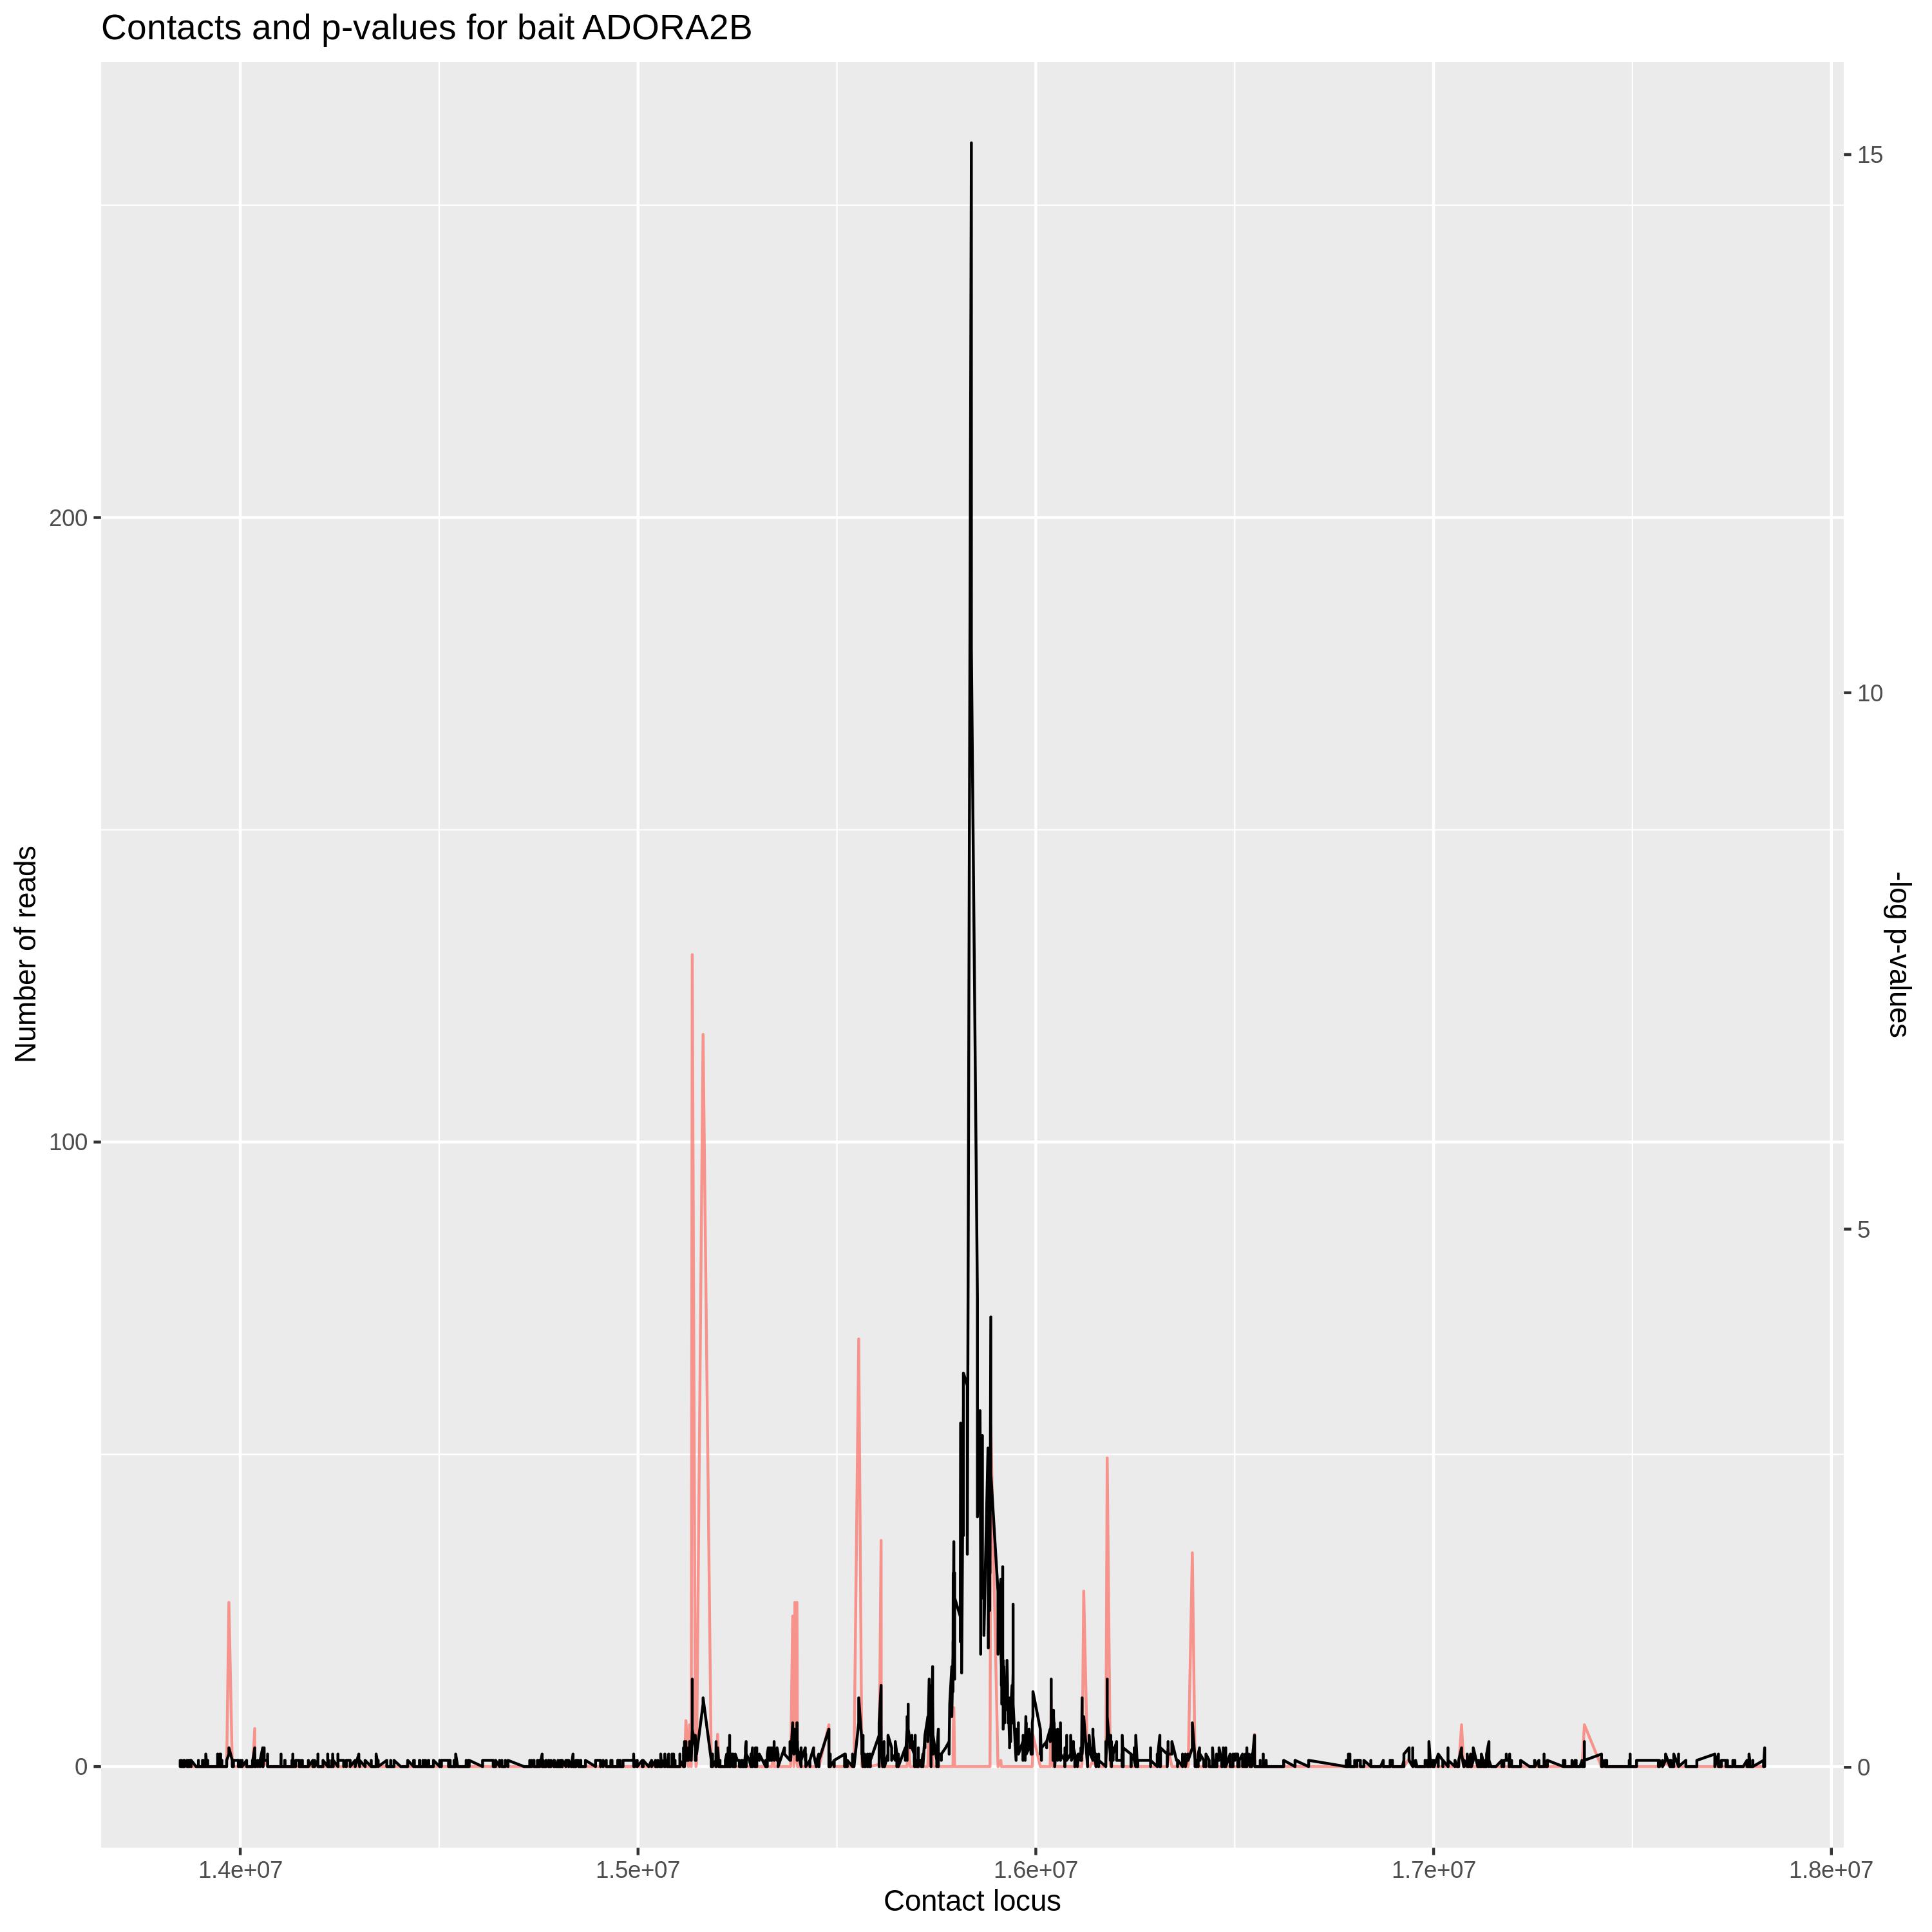 Contacts and p-values for bait ADORA2B
Number of reads
200
100
0
15
10
5
0
-log p-values
1.4e+07
1.5e+07
1.6e+07
1.7e+07
1.8e+07
Contact locus